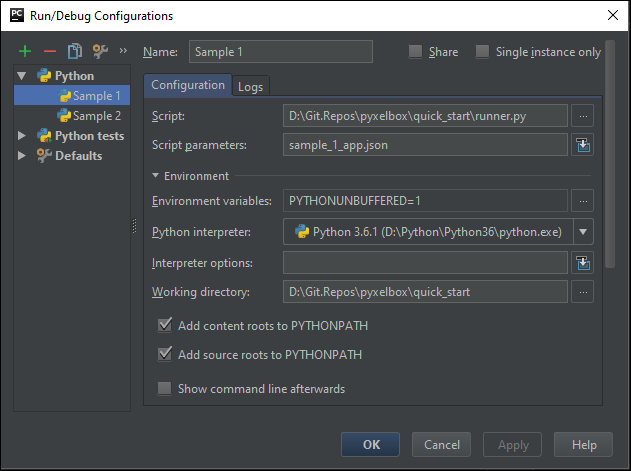 PC Run/Debug Configurations
»
Name: Sample 1 Share Single instance only
Python
Sample 1
Sample 2
Python tests
Defaults
Configuration Logs
Script: D:\Git.Repos\pyxelbox\quick_start\runner.py ...
Script parameters: sample_1_app.json
Environment
Environment variables: PYTHONUNBUFFERED=1 ...
Python interpreter: Python 3.6.1 (D:\Python\Python36\python.exe)
Interpreter options:
Working directory: D:\Git.Repos\pyxelbox\quick_start ...
Add content roots to PYTHONPATH
Add source roots to PYTHONPATH
Show command line afterwards
OK Cancel Apply Help